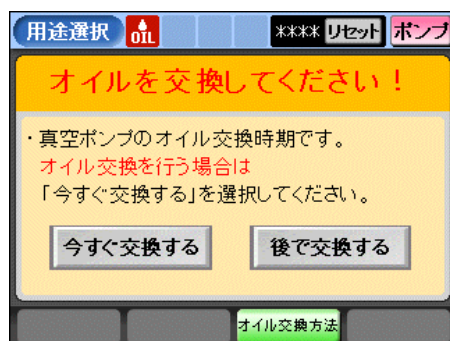 用途選択 OIL ****リセット ポンプ
オイルを交換してください！
・真空ポンプのオイル交換時期です。
オイル交換を行う場合は
「今すぐ交換する」を選択してください。
今すぐ交換する 後で交換する
オイル交換方法